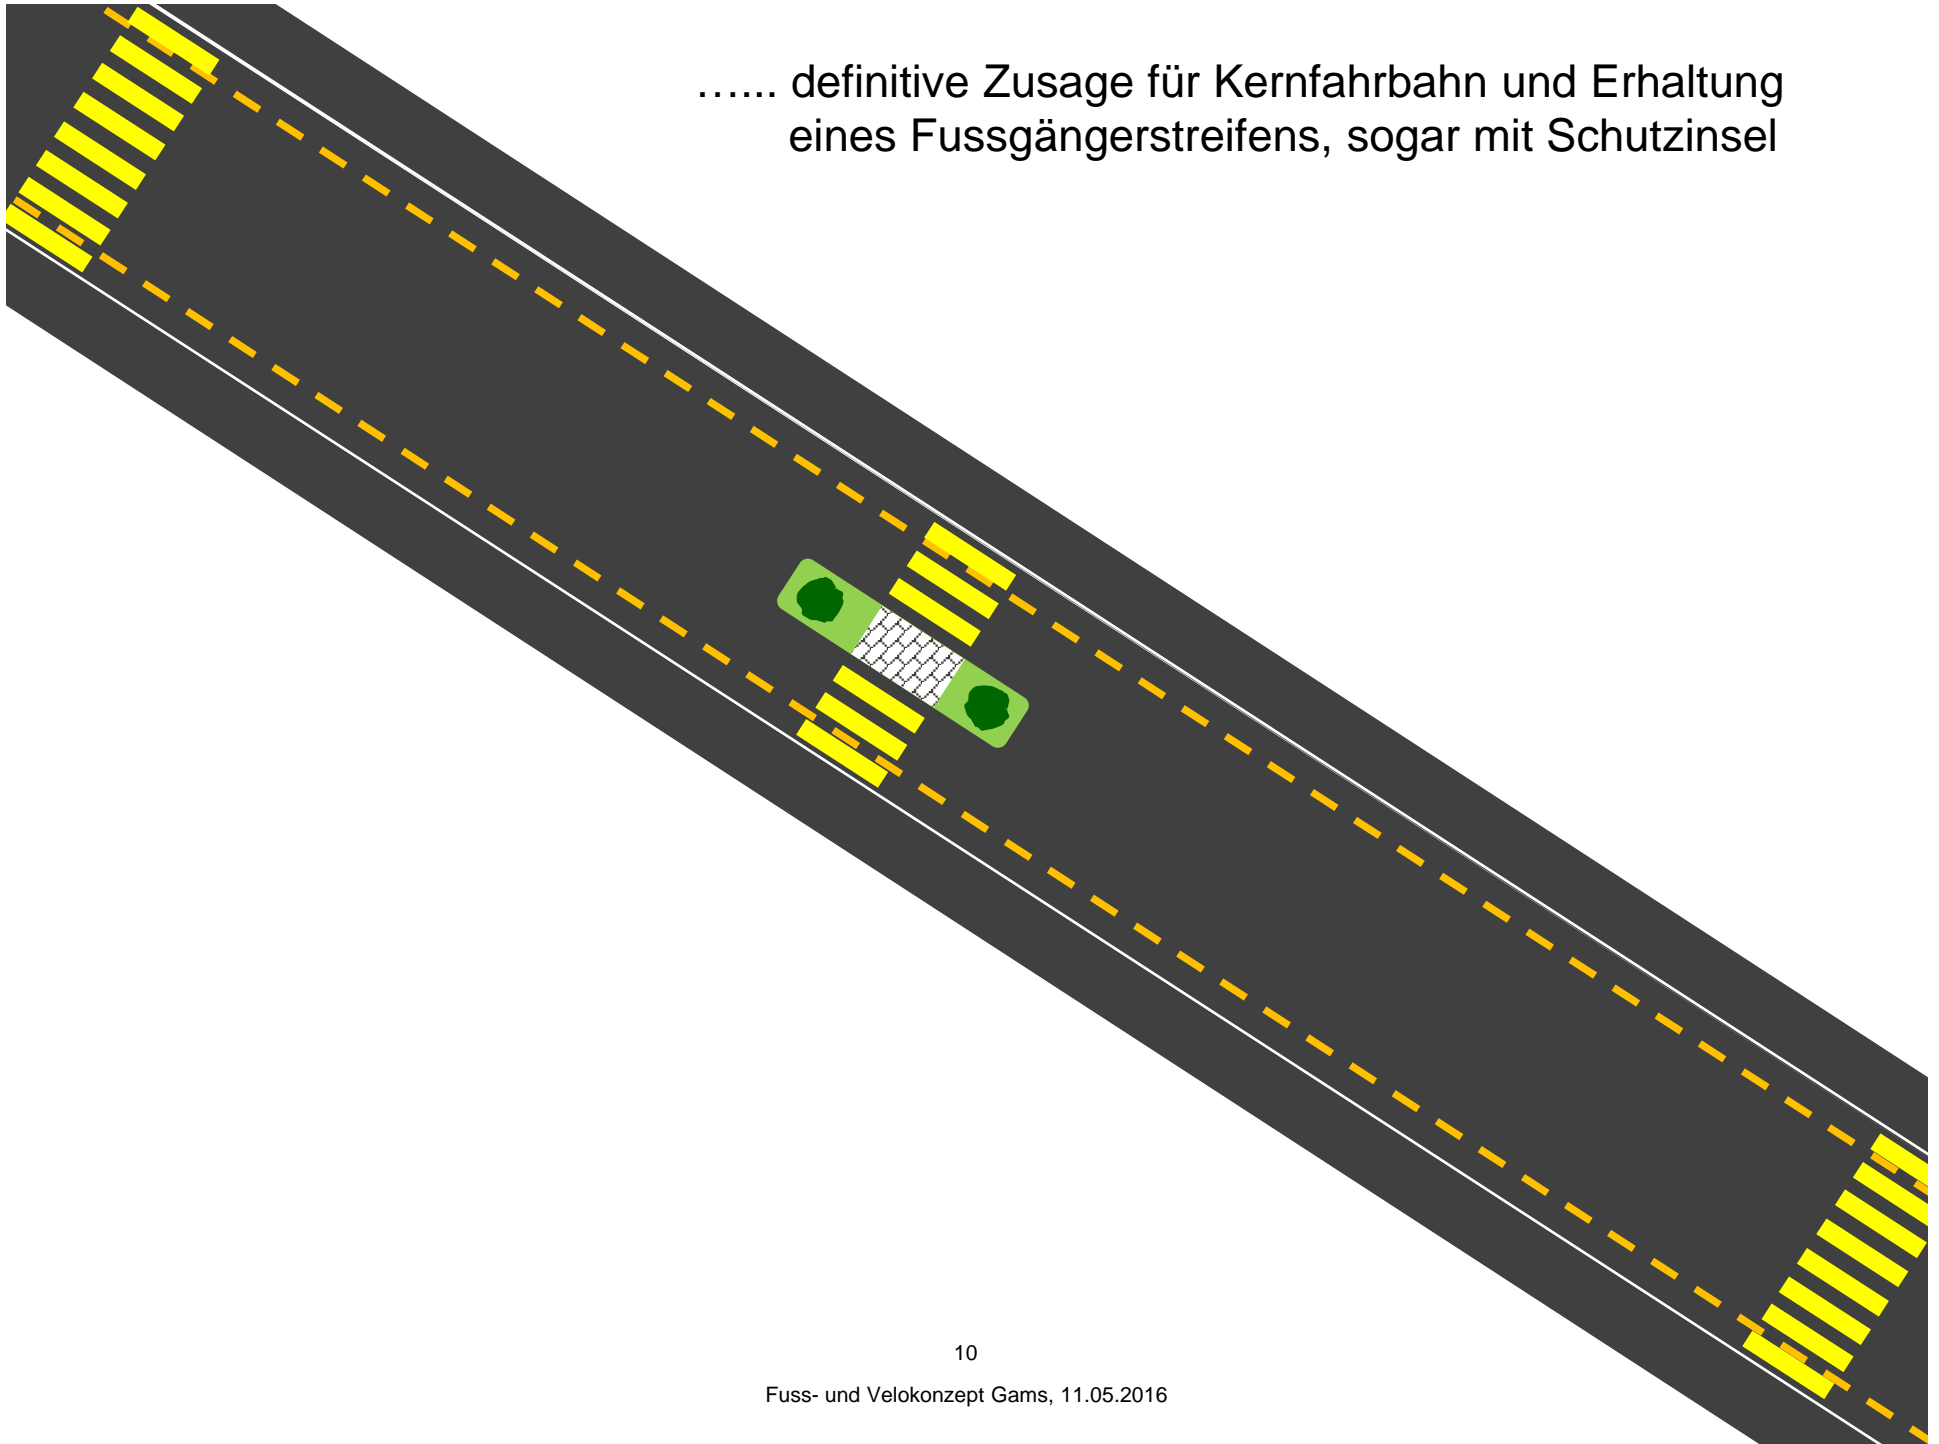 …... definitive Zusage für Kernfahrbahn und Erhaltung
eines Fussgängerstreifens, sogar mit Schutzinsel
10
Fuss- und Velokonzept Gams, 11.05.2016